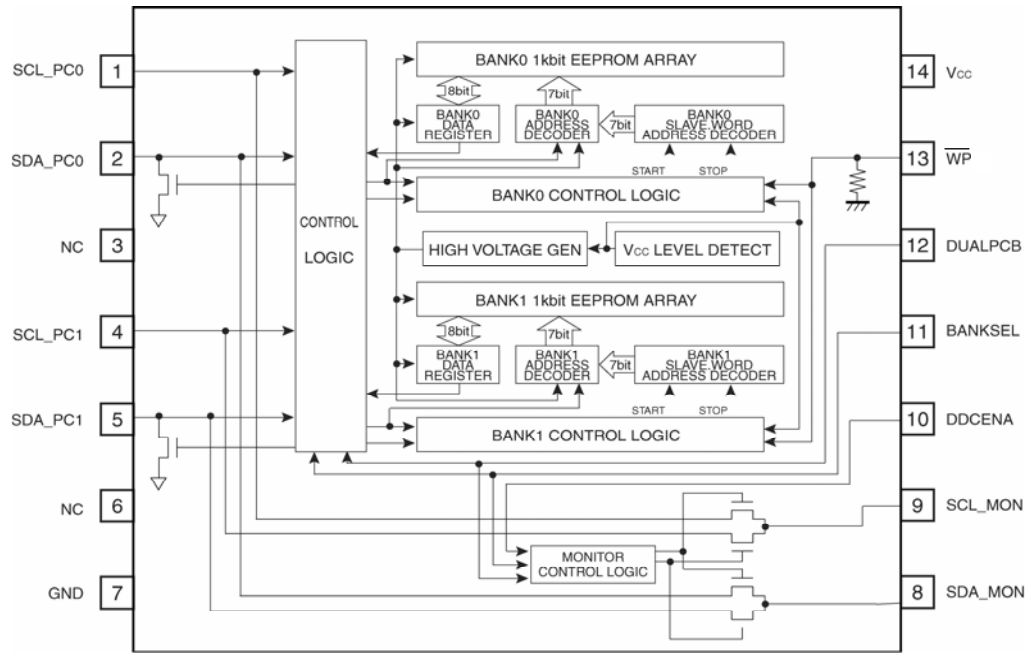 SCL_PC0
1
SDA_PC0
2
NC
3
SCL_PC1
4
SDA_PC1
5
NC
6
GND
7
CONTROL
LOGIC
BANK0 1kbit EEPROM ARRAY
8bit
7bit
BANK0
DATA
REGISTER
BANK0
ADDRESS
DECODER
7bit
BANK0
SLAVE.WORD
ADDRESS DECODER
START
STOP
BANK0 CONTROL LOGIC
HIGH VOLTAGE GEN
VCC LEVEL DETECT
BANK1 1kbit EEPROM ARRAY
8bit
7bit
BANK1
DATA
REGISTER
BANK1
ADDRESS
DECODER
7bit
BANK1
SLAVE.WORD
ADDRESS DECODER
START
STOP
BANK1 CONTROL LOGIC
MONITOR
CONTROL LOGIC
14
VCC
13
WP
12
DUALPCB
11
BANKSEL
10
DDCENA
9
SCL_MON
8
SDA_MON